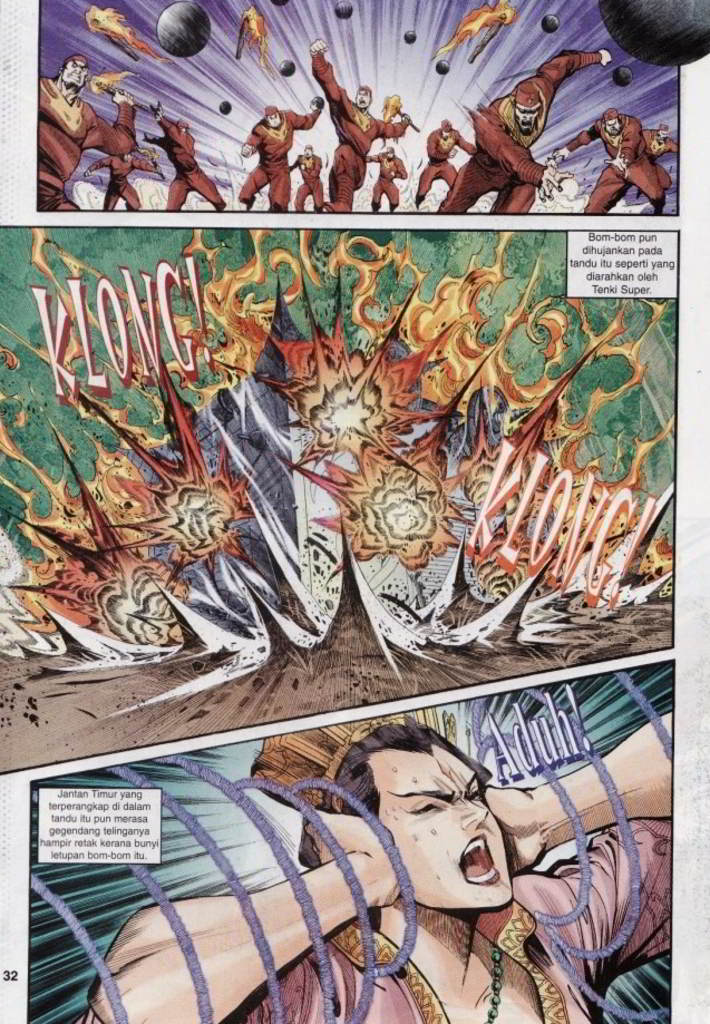 Bom-bom pun
dihujankan pada
tandu itu seperti yang
diarahkan oleh
Tenki Super.
KLONG!
KLONG!
Aduh!
Jantan Timur yang
terperangkap di dalam
tandu itu pun merasa
gegendang telinganya
hampir retak kerana bunyi
letupan bom-bom itu.
32